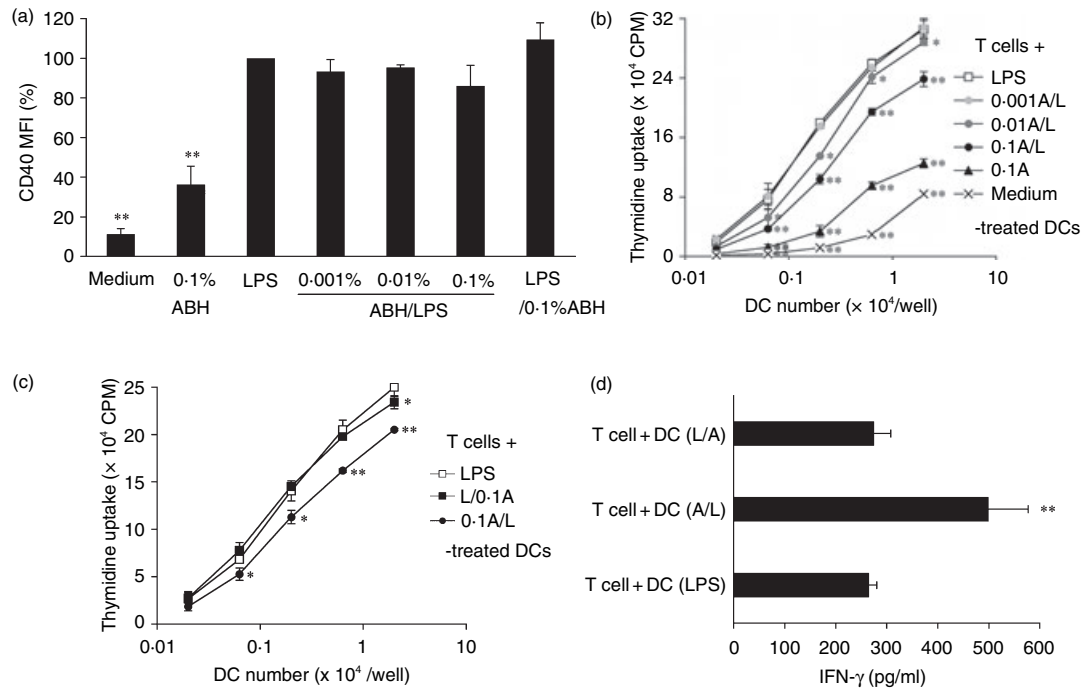 (a)
CD40 MFI (%)
120
100
80
60
40
20
0
**
**
Medium
0·1%
ABH
LPS
0·001%
0·01%
0·1%
ABH/LPS
LPS
/0·1%ABH
(b)
Thymidine uptake (× 10⁴ CPM)
32
24
16
8
0
0·01
0·1
1
10
DC number (× 10⁴/well)
*
*
**
**
*
**
**
**
**
**
**
*
**
**
**
T cells +
LPS
0·001A/L
0·01A/L
0·1A/L
0·1A
Medium
-treated DCs
(c)
Thymidine uptake (× 10⁴ CPM)
25
20
15
10
5
0
0·01
0·1
1
10
DC number (x 10⁴ /well)
*
*
**
*
**
T cells +
LPS
L/0·1A
0·1A/L
-treated DCs
(d)
T cell + DC (L/A)
T cell + DC (A/L)
**
T cell + DC (LPS)
0
100
200
300
400
500
600
IFN-γ (pg/ml)